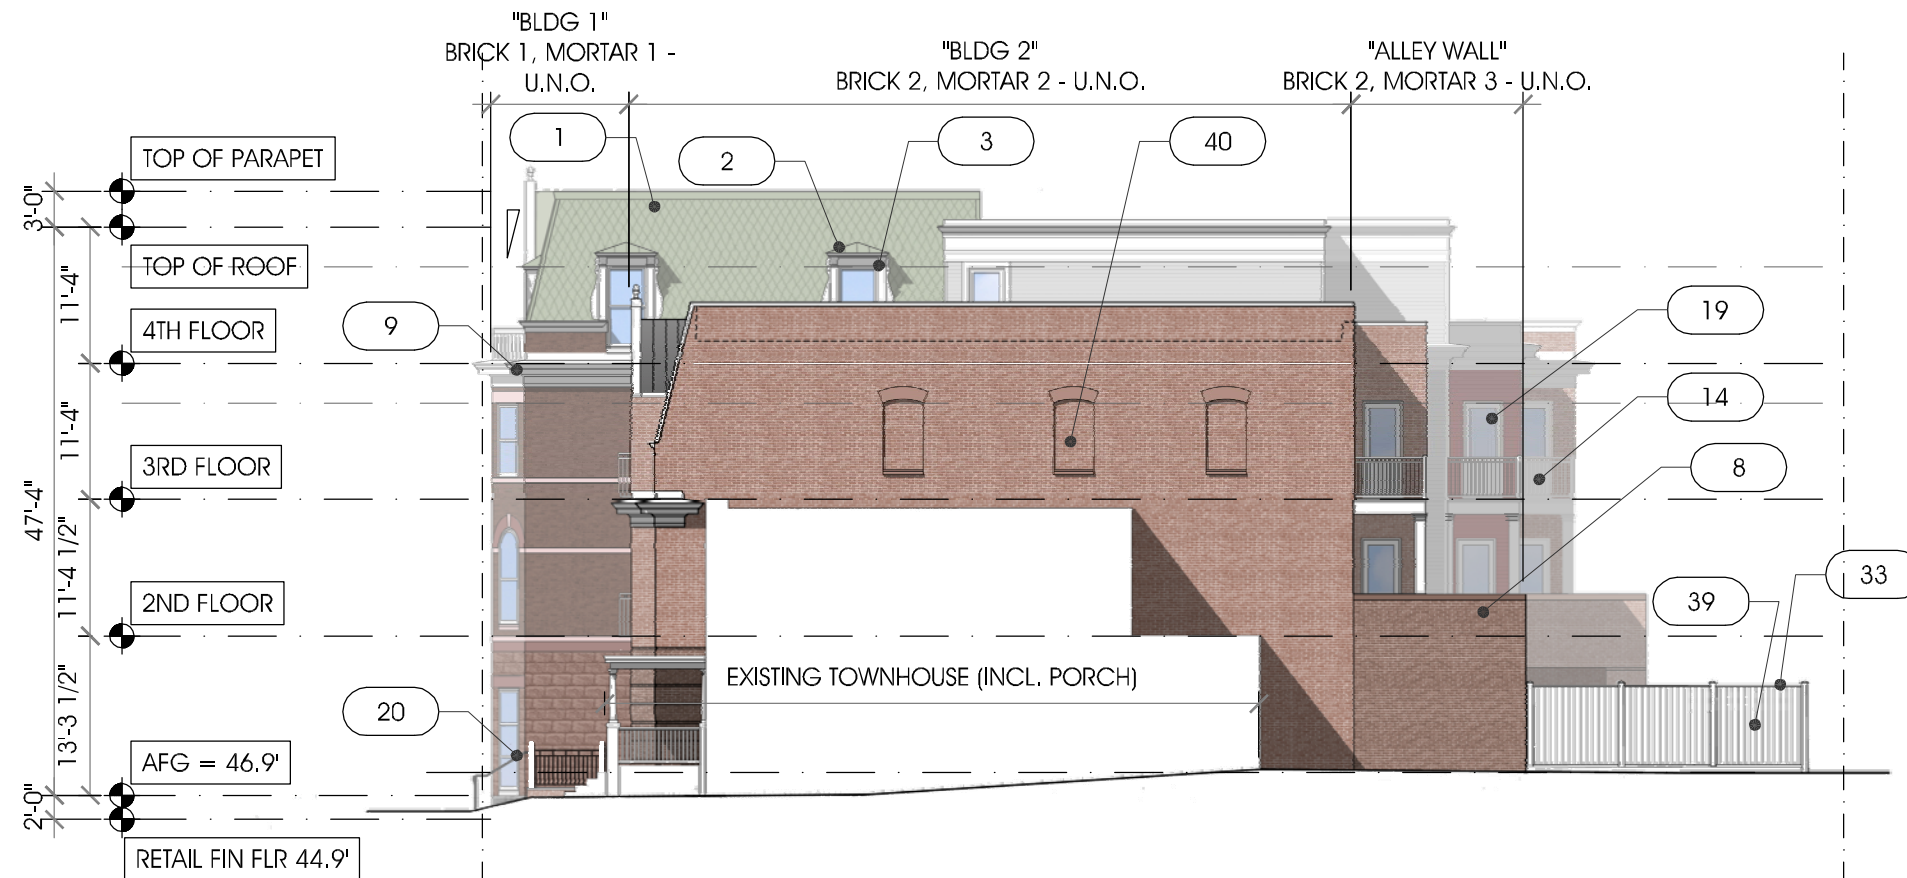 "BLDG 1"
BRICK 1, MORTAR 1 -
U.N.O.
"BLDG 2"
BRICK 2, MORTAR 2 - U.N.O.
"ALLEY WALL"
BRICK 2, MORTAR 3 - U.N.O.
1
2
3
40
TOP OF PARAPET
3'-0"
TOP OF ROOF
11'-4"
4TH FLOOR
9
19
14
11'-4"
3RD FLOOR
8
47'-4"
11'-4 1/2"
2ND FLOOR
33
39
EXISTING TOWNHOUSE (INCL. PORCH)
20
13'-3 1/2"
AFG = 46.9'
2'-0"
RETAIL FIN FLR 44.9'